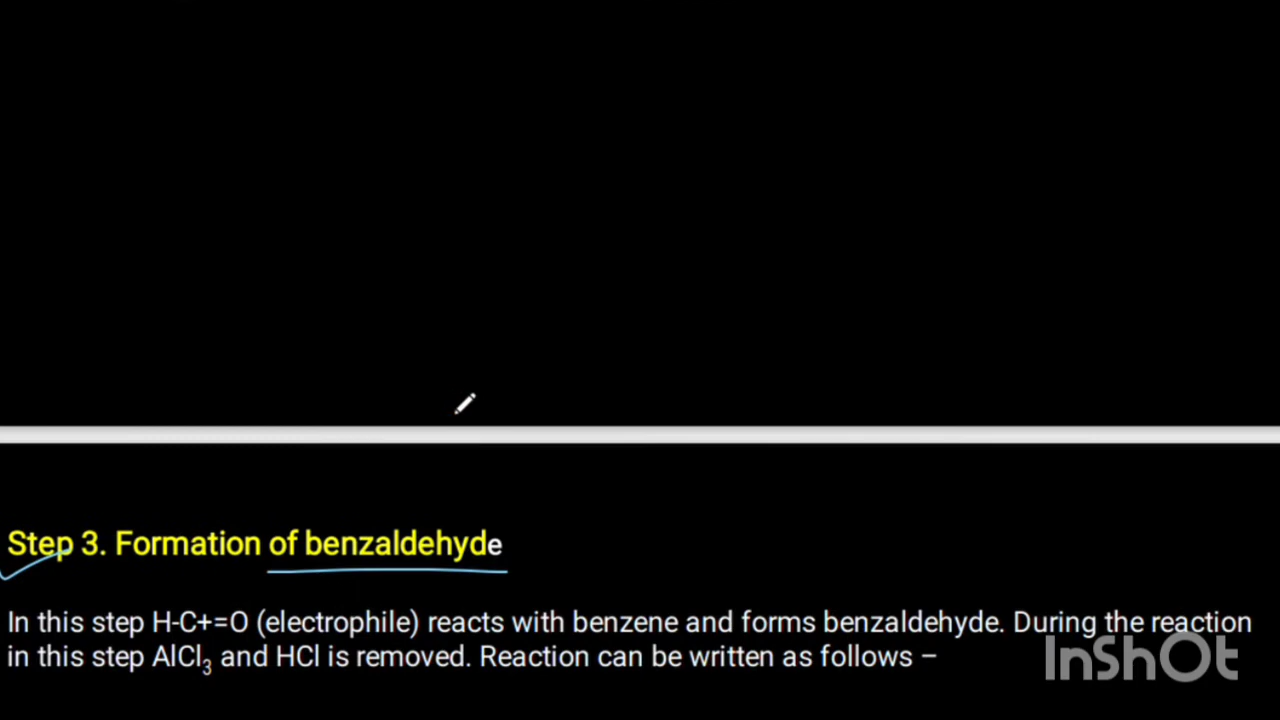 Step 3. Formation of benzaldehyde
In this step H-C+=O (electrophile) reacts with benzene and forms benzaldehyde. During the reaction
in this step AlCl₃ and HCl is removed. Reaction can be written as follows –
InShOt